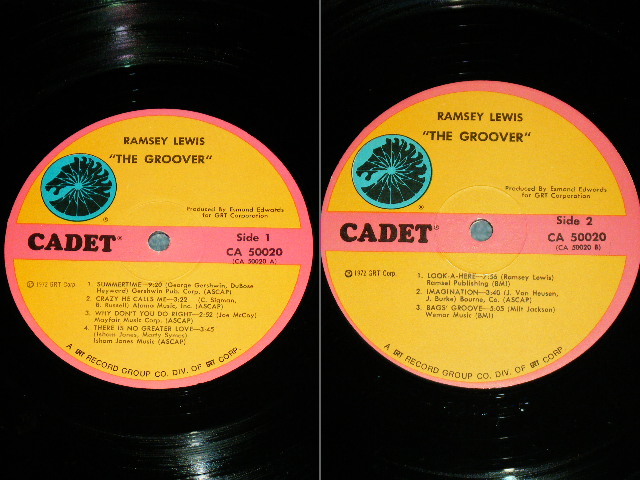 RAMSEY LEWIS
"THE GROOVER"
Produced By Esmond Edwards
for GRT Corporation
CADET®
Side 1
CA 50020
(CA 50020 A)
Ⓟ 1972 GRT Corp.
1. SUMMERTIME—9:20 (George Gershwin, DuBose
Heyward) Gershwin Pub. Corp. (ASCAP)
2. CRAZY HE CALLS ME—3:22 (C. Sigman,
B. Russell) Alamo Music, Inc. (ASCAP)
3. WHY DON'T YOU DO RIGHT—2:52 (Joe McCoy)
Mayfair Music Corp. (ASCAP)
4. THERE IS NO GREATER LOVE—3:45
(Isham Jones, Marty Symes)
Isham Jones Music (ASCAP)
A GRT RECORD GROUP CO. DIV. OF GRT CORP.
RAMSEY LEWIS
"THE GROOVER"
Produced By Esmond Edwards
for GRT Corporation
CADET®
Side 2
CA 50020
(CA 50020 B)
Ⓟ 1972 GRT Corp.
1. LOOK-A-HERE—7:56 (Ramsey Lewis)
Ramsel Publishing (BMI)
2. IMAGINATION—3:40 (J. Van Heusen,
J. Burke) Bourne, Co. (ASCAP)
3. BAGS' GROOVE—5:05 (Milt Jackson)
Wemar Music (BMI)
A GRT RECORD GROUP CO. DIV. OF GRT CORP.